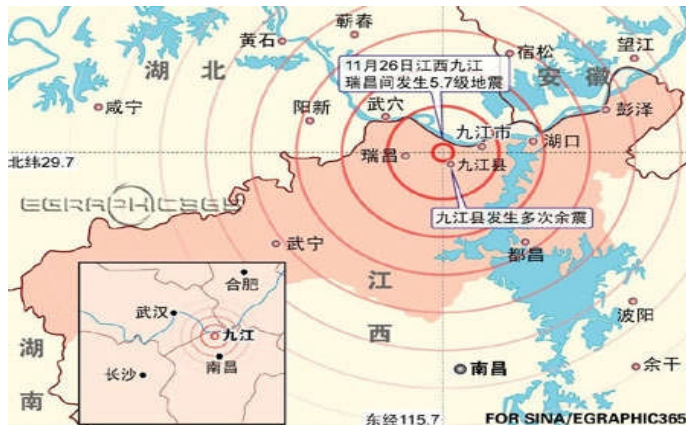 蕲春
黄石
宿松
望江
湖北
11月26日江西九江
瑞昌间发生5.7级地震
安徽
咸宁
阳新
武穴
彭泽
九江市
湖口
北纬29.7
瑞昌
九江县
EGRAPHIC365
九江县发生多次余震
武宁
都昌
合肥
江西
武汉
九江
波阳
湖南
南昌
长沙
南昌
余干
东经115.7
FOR SINA/EGRAPHIC365